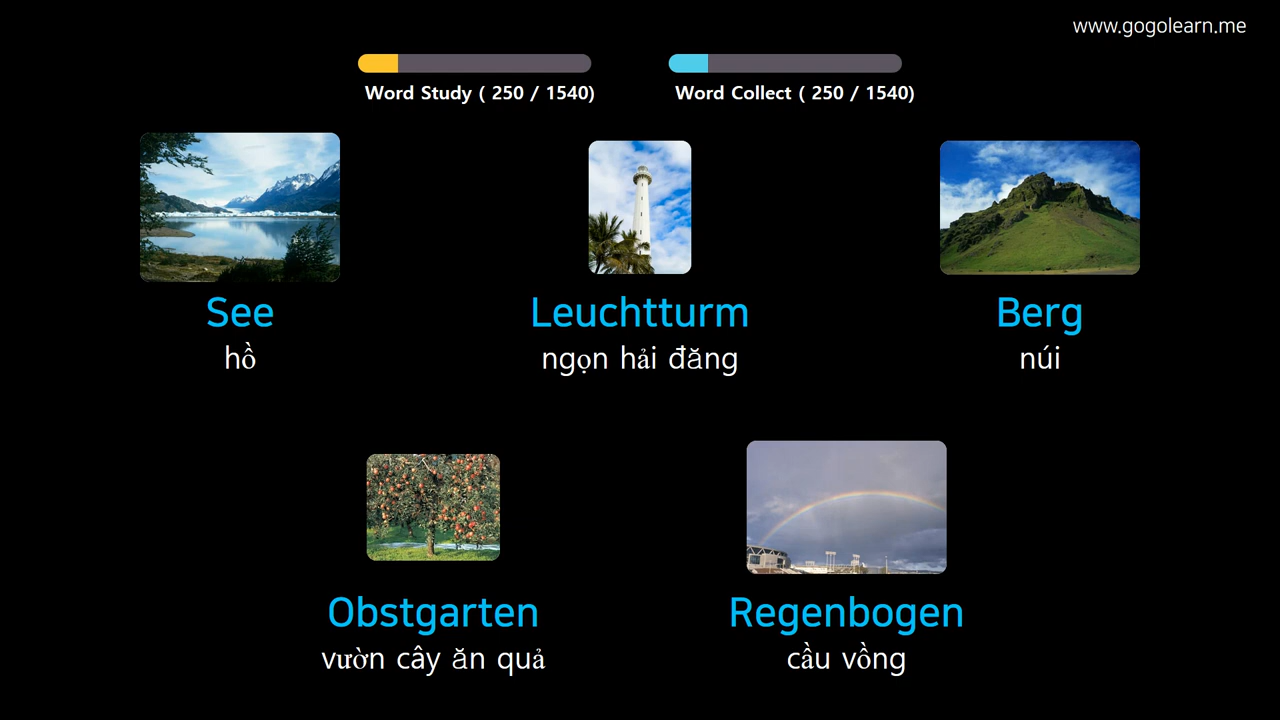 www.gogolearn.me
Word Study ( 250 / 1540)
Word Collect ( 250 / 1540)
See
Leuchtturm
Berg
hồ
ngọn hải đăng
núi
Obstgarten
Regenbogen
vườn cây ăn quả
cầu vồng